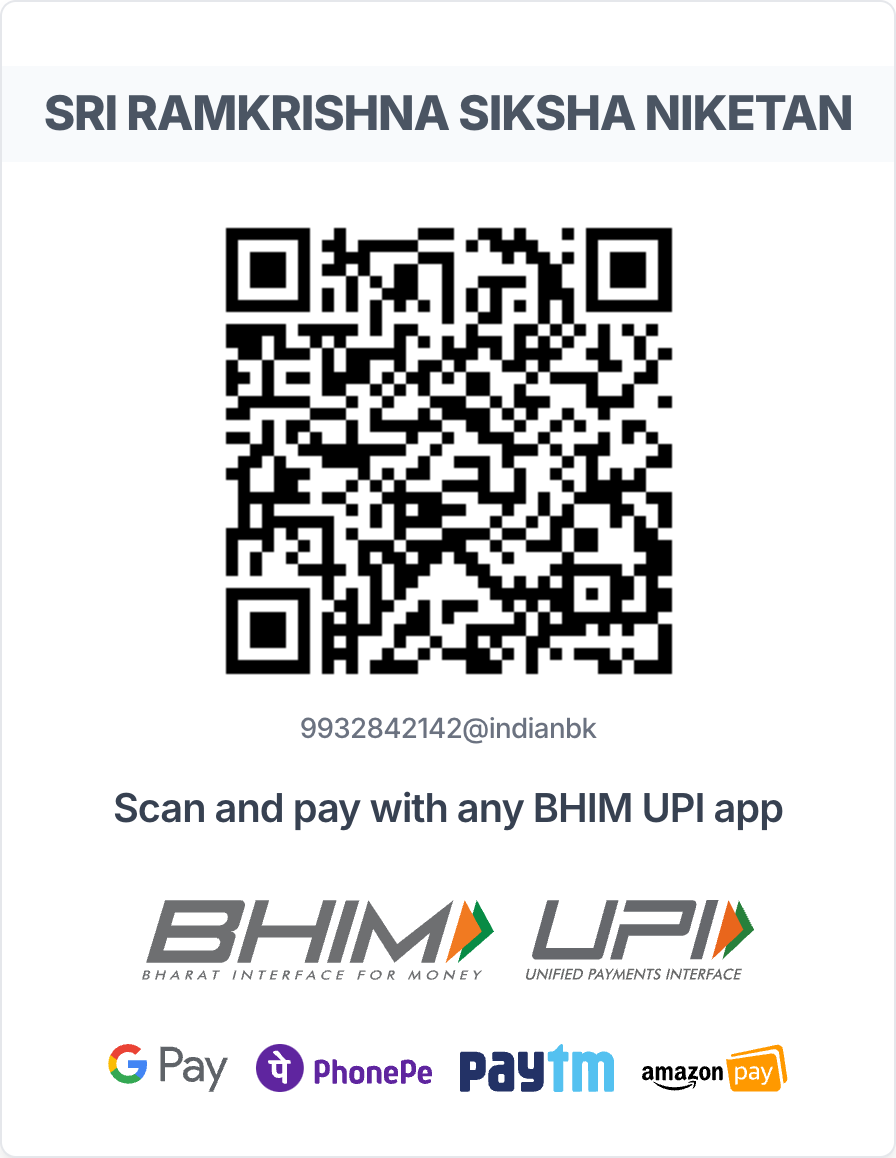 SRI RAMKRISHNA SIKSHA NIKETAN
9932842142@indianbk
Scan and pay with any BHIM UPI app
BHIM UPI
BHARAT INTERFACE FOR MONEY UNIFIED PAYMENTS INTERFACE
G Pay पे PhonePe paytm amazon pay